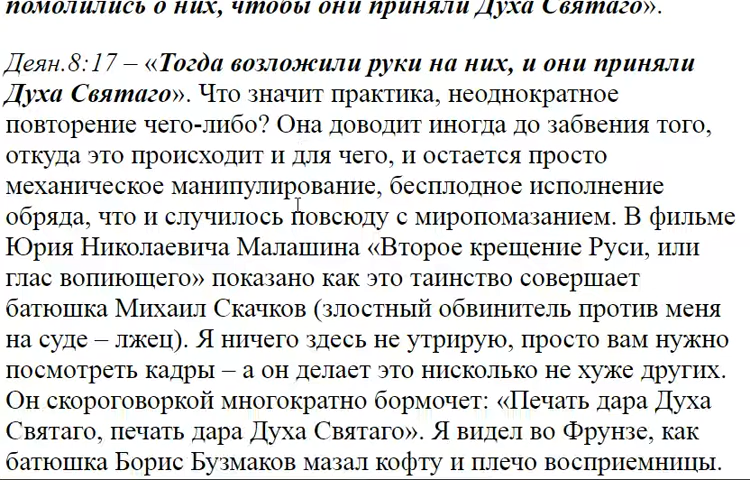 помолились о них, чтобы они приняли Духа Святаго».
Деян.8:17 – «Тогда возложили руки на них, и они приняли
Духа Святаго». Что значит практика, неоднократное
повторение чего-либо? Она доводит иногда до забвения того,
откуда это происходит и для чего, и остается просто
механическое манипулирование, бесплодное исполнение
обряда, что и случилось повсюду с миропомазанием. В фильме
Юрия Николаевича Малашина «Второе крещение Руси, или
глас вопиющего» показано как это таинство совершает
батюшка Михаил Скачков (злостный обвинитель против меня
на суде – лжец). Я ничего здесь не утрирую, просто вам нужно
посмотреть кадры – а он делает это нисколько не хуже других.
Он скороговоркой многократно бормочет: «Печать дара Духа
Святаго, печать дара Духа Святаго». Я видел во Фрунзе, как
батюшка Борис Бузмаков мазал кофту и плечо восприемницы.